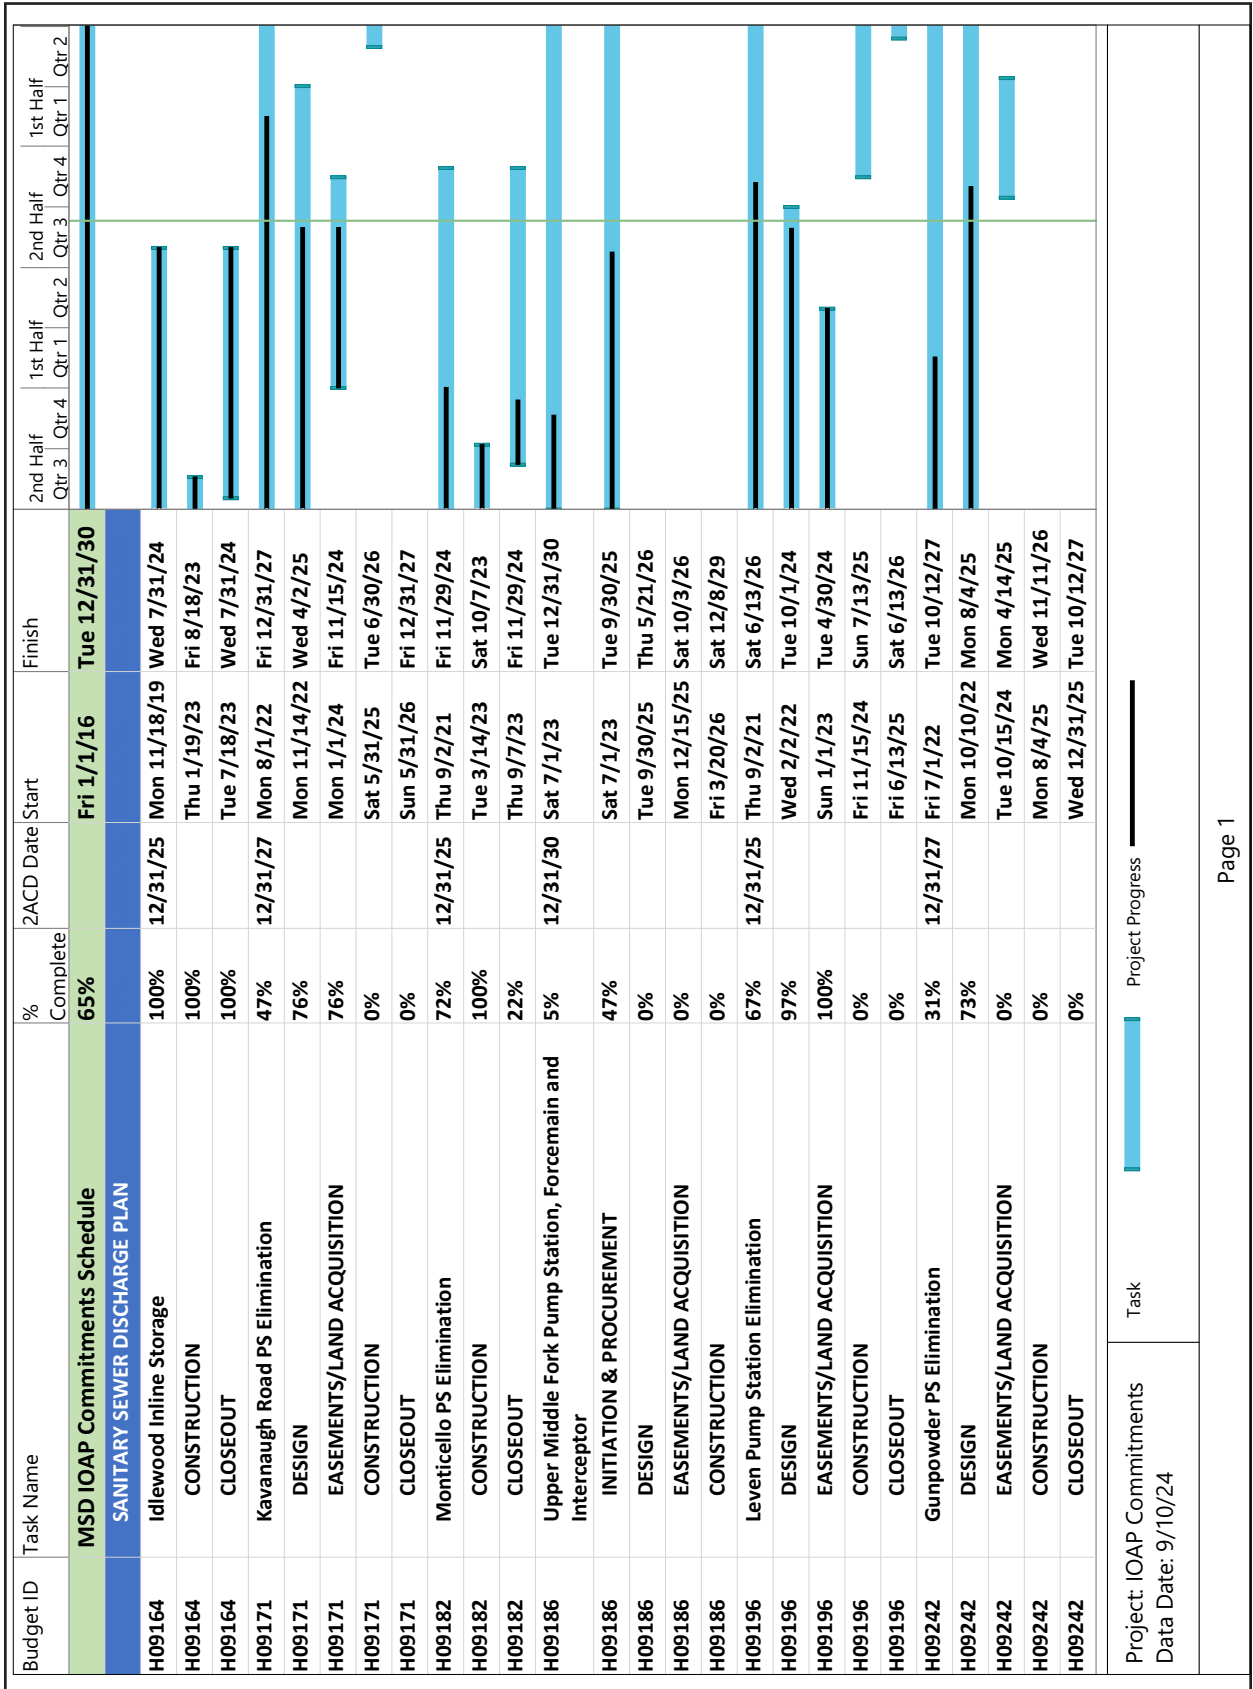 Budget ID Task Name % Complete 2ACD Date Start Finish 2nd Half 1st Half 2nd Half 1st Half
Qtr 3 Qtr 4 Qtr 1 Qtr 2 Qtr 3 Qtr 4 Qtr 1 Qtr 2
MSD IOAP Commitments Schedule 65% Fri 1/1/16 Tue 12/31/30
SANITARY SEWER DISCHARGE PLAN
H09164 Idlewood Inline Storage 100% 12/31/25 Mon 11/18/19 Wed 7/31/24
H09164 CONSTRUCTION 100% Thu 1/19/23 Fri 8/18/23
H09164 CLOSEOUT 100% Tue 7/18/23 Wed 7/31/24
H09171 Kavanaugh Road PS Elimination 47% 12/31/27 Mon 8/1/22 Fri 12/31/27
H09171 DESIGN 76% Mon 11/14/22 Wed 4/2/25
H09171 EASEMENTS/LAND ACQUISITION 76% Mon 1/1/24 Fri 11/15/24
H09171 CONSTRUCTION 0% Sat 5/31/25 Tue 6/30/26
H09171 CLOSEOUT 0% Sun 5/31/26 Fri 12/31/27
H09182 Monticello PS Elimination 72% 12/31/25 Thu 9/2/21 Fri 11/29/24
H09182 CONSTRUCTION 100% Tue 3/14/23 Sat 10/7/23
H09182 CLOSEOUT 22% Thu 9/7/23 Fri 11/29/24
H09186 Upper Middle Fork Pump Station, Forcemain and 5% 12/31/30 Sat 7/1/23 Tue 12/31/30
Interceptor
H09186 INITIATION & PROCUREMENT 47% Sat 7/1/23 Tue 9/30/25
H09186 DESIGN 0% Tue 9/30/25 Thu 5/21/26
H09186 EASEMENTS/LAND ACQUISITION 0% Mon 12/15/25 Sat 10/3/26
H09186 CONSTRUCTION 0% Fri 3/20/26 Sat 12/8/29
H09196 Leven Pump Station Elimination 67% 12/31/25 Thu 9/2/21 Sat 6/13/26
H09196 DESIGN 97% Wed 2/2/22 Tue 10/1/24
H09196 EASEMENTS/LAND ACQUISITION 100% Sun 1/1/23 Tue 4/30/24
H09196 CONSTRUCTION 0% Fri 11/15/24 Sun 7/13/25
H09196 CLOSEOUT 0% Fri 6/13/25 Sat 6/13/26
H09242 Gunpowder PS Elimination 31% 12/31/27 Fri 7/1/22 Tue 10/12/27
H09242 DESIGN 73% Mon 10/10/22 Mon 8/4/25
H09242 EASEMENTS/LAND ACQUISITION 0% Tue 10/15/24 Mon 4/14/25
H09242 CONSTRUCTION 0% Mon 8/4/25 Wed 11/11/26
H09242 CLOSEOUT 0% Wed 12/31/25 Tue 10/12/27
Project: IOAP Commitments
Data Date: 9/10/24
Task Project Progress
Page 1